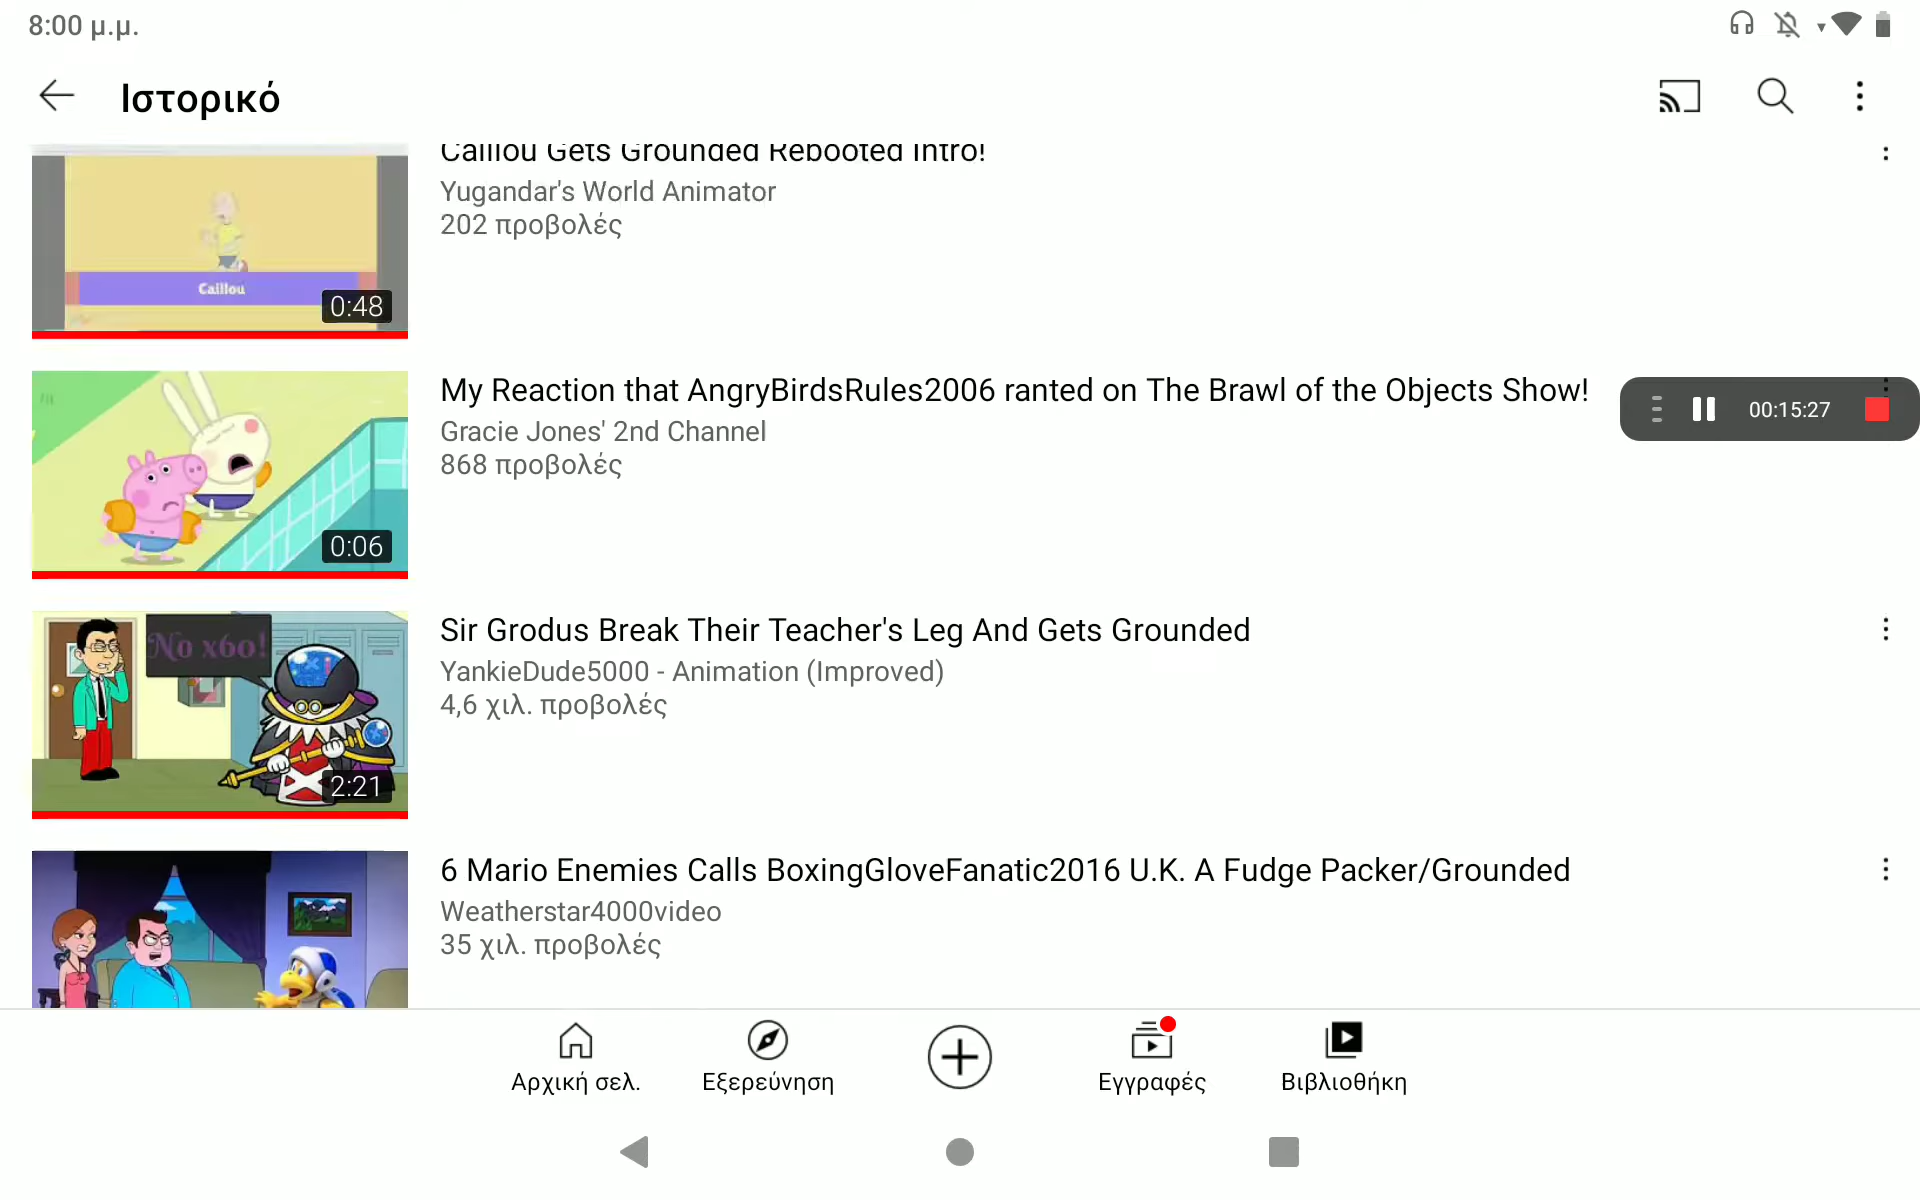 8:00 μ.μ.
Ιστορικό
Caillou Gets Grounded Rebooted Intro!
Yugandar's World Animator
202 προβολές
Caillou
0:48
My Reaction that AngryBirdsRules2006 ranted on The Brawl of the Objects Show!
Gracie Jones' 2nd Channel
868 προβολές
00:15:27
0:06
Sir Grodus Break Their Teacher's Leg And Gets Grounded
YankieDude5000 - Animation (Improved)
4,6 χιλ. προβολές
No x60!
2:21
6 Mario Enemies Calls BoxingGloveFanatic2016 U.K. A Fudge Packer/Grounded
Weatherstar4000video
35 χιλ. προβολές
Αρχική σελ.
Εξερεύνηση
Εγγραφές
Βιβλιοθήκη